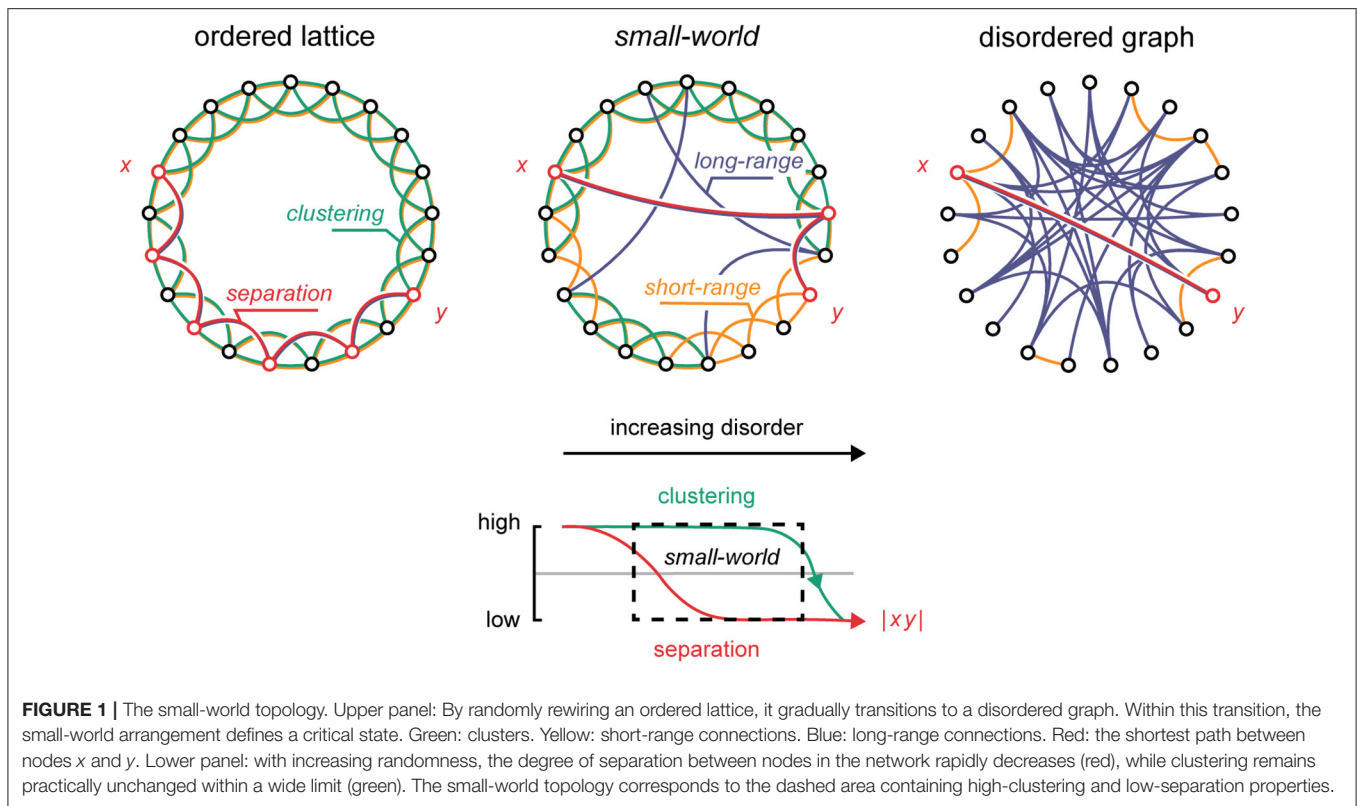 ordered lattice
small-world
disordered graph
x
clustering
separation
y
x
long-range
short-range
y
x
y
increasing disorder
clustering
high
small-world
low
|xy|
separation
FIGURE 1 | The small-world topology. Upper panel: By randomly rewiring an ordered lattice, it gradually transitions to a disordered graph. Within this transition, the
small-world arrangement defines a critical state. Green: clusters. Yellow: short-range connections. Blue: long-range connections. Red: the shortest path between
nodes x and y. Lower panel: with increasing randomness, the degree of separation between nodes in the network rapidly decreases (red), while clustering remains
practically unchanged within a wide limit (green). The small-world topology corresponds to the dashed area containing high-clustering and low-separation properties.